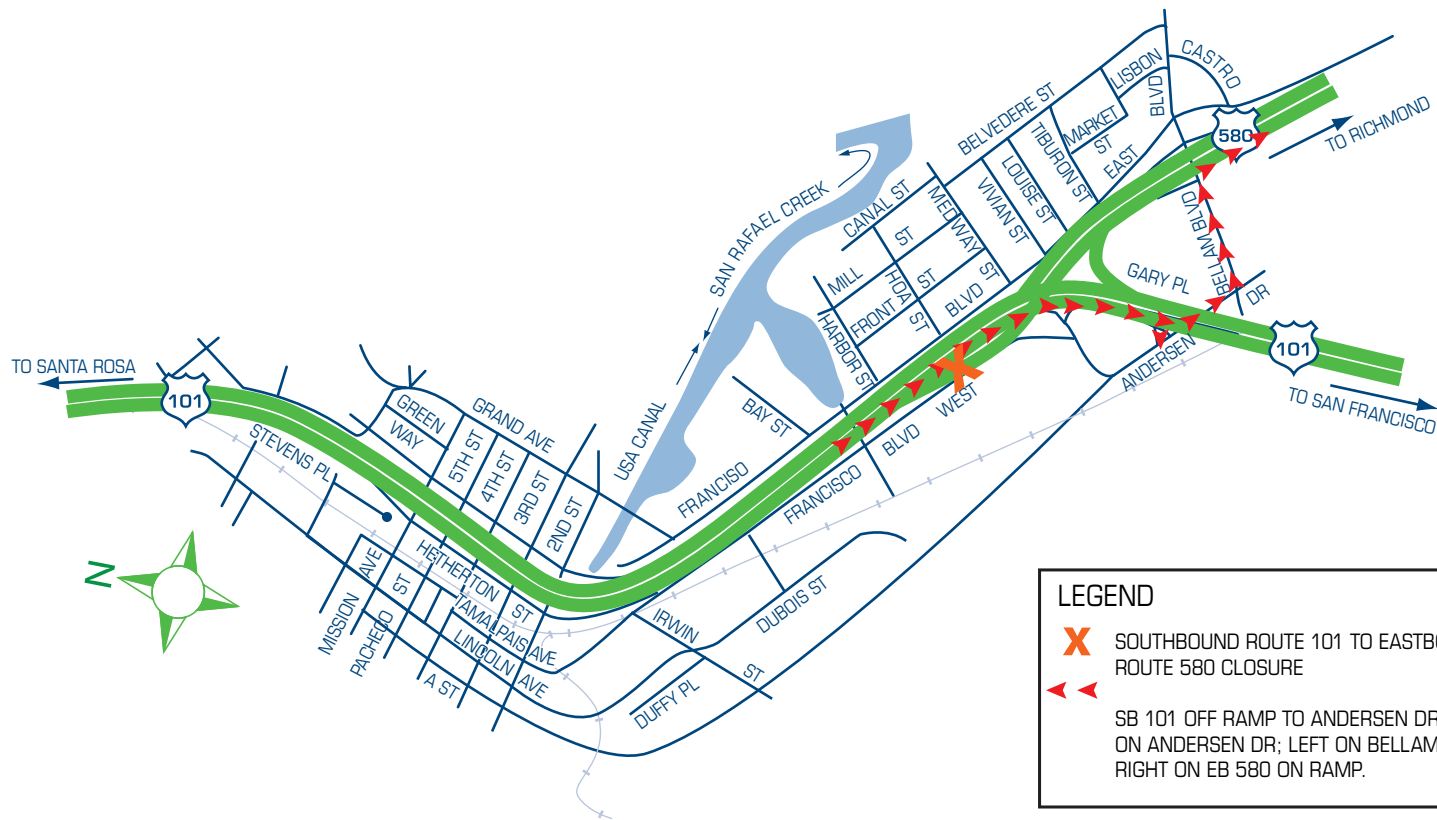 TO SANTA ROSA
101
STEVENS PL
GREEN
WAY
GRAND AVE
5TH ST
4TH ST
3RD ST
2ND ST
USA CANAL
SAN RAFAEL CREEK
MISSION
AVE
PACHECO
ST
HETHERTON
ST
TAMALPAIS AVE
LINCOLN AVE
A ST
IRWIN
ST
DUBOIS ST
DUFFY PL
BAY ST
FRANCISO
BLVD
FRANCISCO
BLVD
WEST
HARBOR ST
MILL
ST
FRONT
ST
HOA
ST
CANAL ST
MEDWAY
ST
VIVIAN ST
LOUISE ST
TIBURON ST
BELVEDERE ST
MARKET
ST
LISBON
BLVD
EAST
CASTRO
580
TO RICHMOND
BELLAM BLVD
BELLAM
GARY PL
ANDERSEN
DR
101
TO SAN FRANCISCO
N
LEGEND
X SOUTHBOUND ROUTE 101 TO EASTBO
ROUTE 580 CLOSURE
SB 101 OFF RAMP TO ANDERSEN DR
ON ANDERSEN DR; LEFT ON BELLAM
RIGHT ON EB 580 ON RAMP.